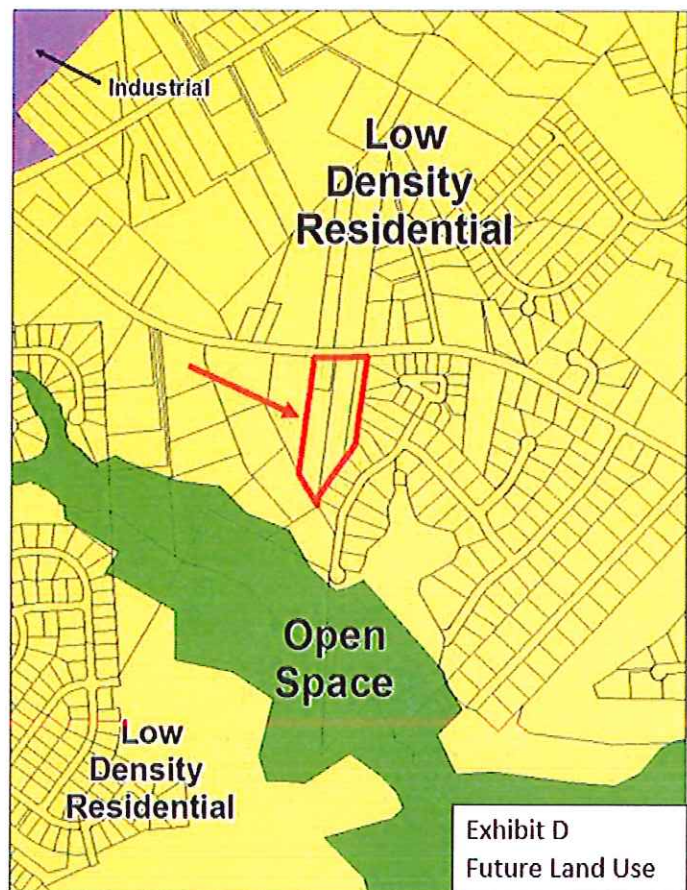 Industrial
Low
Density
Residential
Open
Space
Low
Density
Residential
Exhibit D
Future Land Use